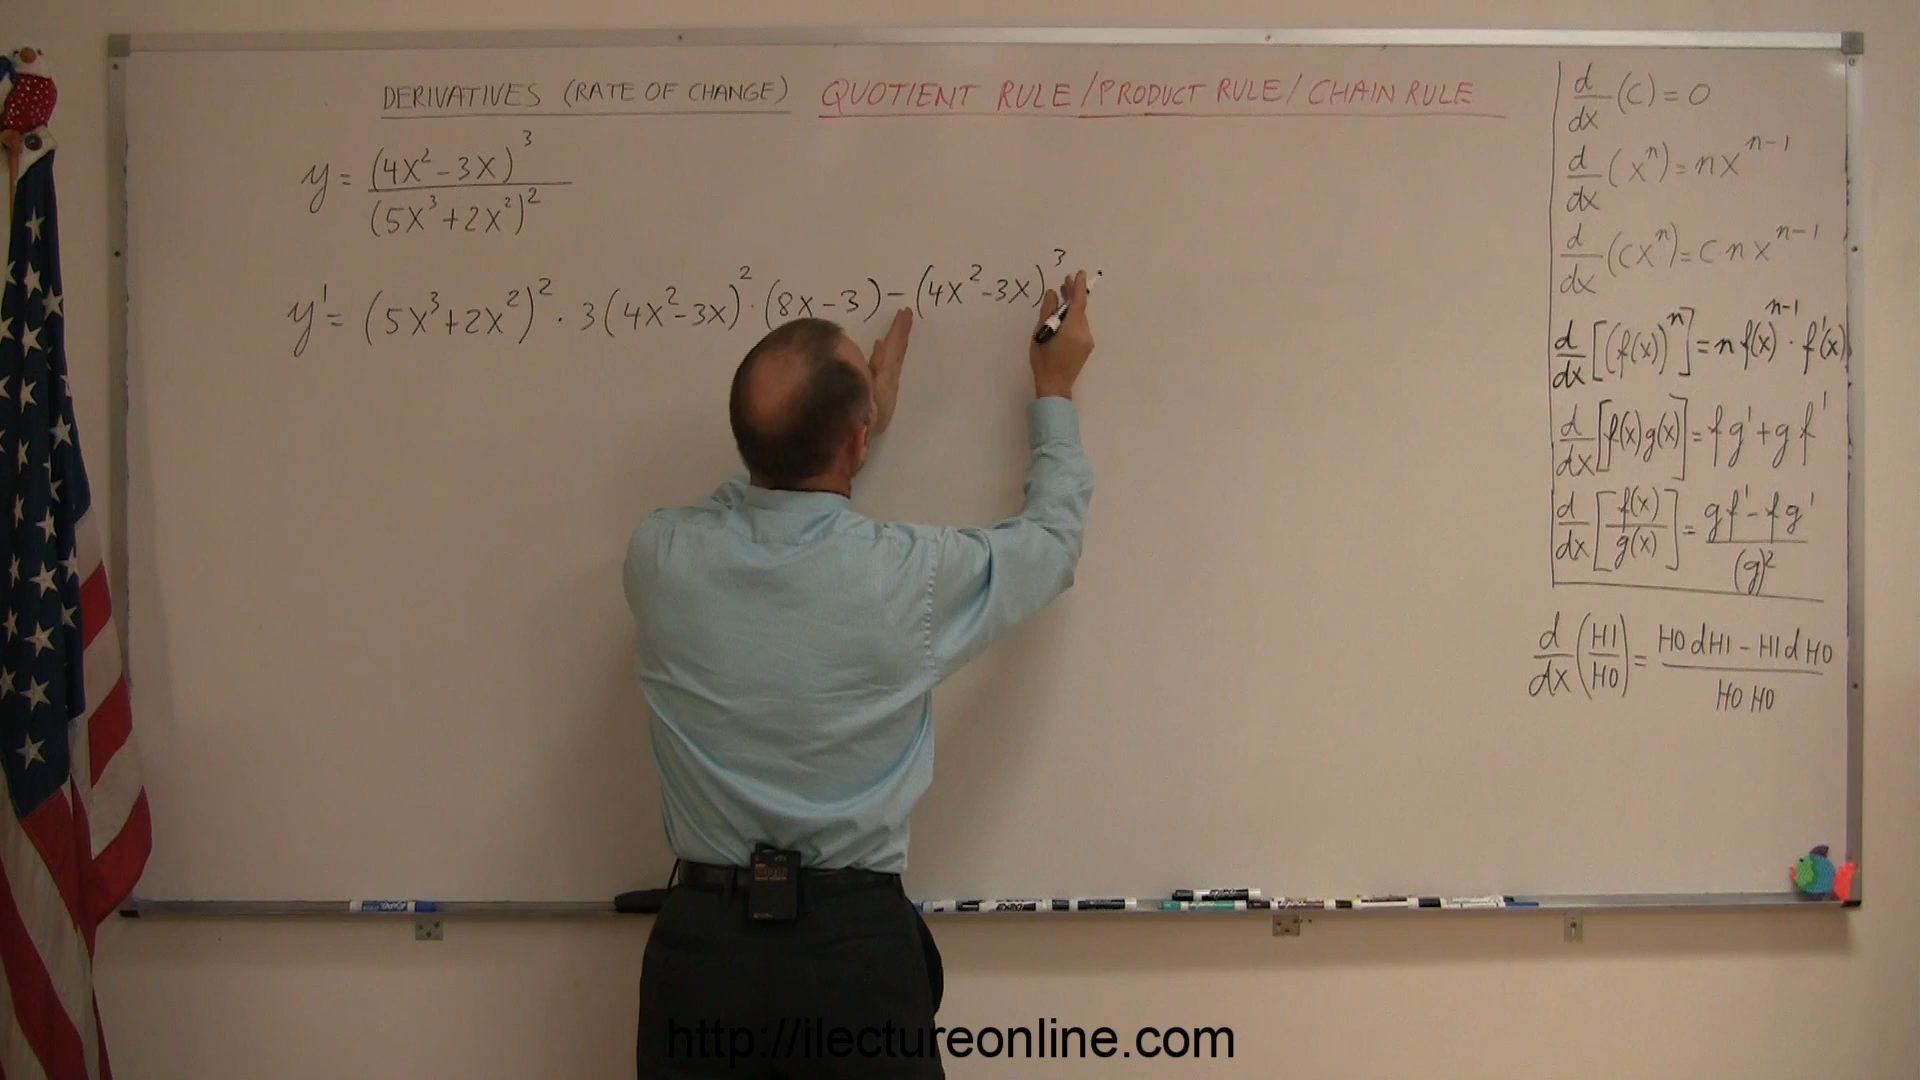 DERIVATIVES (RATE OF CHANGE) QUOTIENT RULE/PRODUCT RULE/CHAIN RULE
y = (4x² - 3x)³ / (5x³ + 2x²)²
y' = (5x³+2x²)² · 3(4x²-3x)² · (8x-3) - (4x²-3x)³
d/dx (c) = 0
d/dx (xⁿ) = nxⁿ⁻¹
d/dx (cxⁿ) = cnxⁿ⁻¹
d/dx [(f(x))ⁿ] = n f(x)ⁿ⁻¹ · f'(x)
d/dx [f(x)g(x)] = fg' + gf'
d/dx [f(x)/g(x)] = gf' - fg' / (g)²
d/dx (HI/HO) = HO dHI - HI dHO / HO HO
http://ilectureonline.com